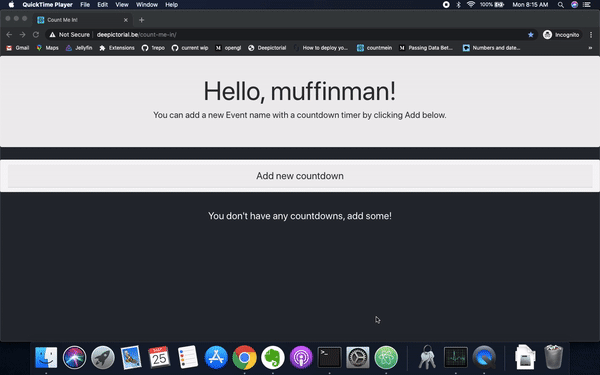 QuickTime Player File Edit View Window Help 100% Mon 8:15 AM
Count Me In!
Not Secure | deepictorial.be/count-me-in/ Incognito
Gmail Maps Jellyfin Extensions 1repo current wip opengl Deepictorial How to deploy yo... countmein Passing Data Bet... Numbers and date...
Hello, muffinman!
You can add a new Event name with a countdown timer by clicking Add below.
Add new countdown
You don't have any countdowns, add some!
25